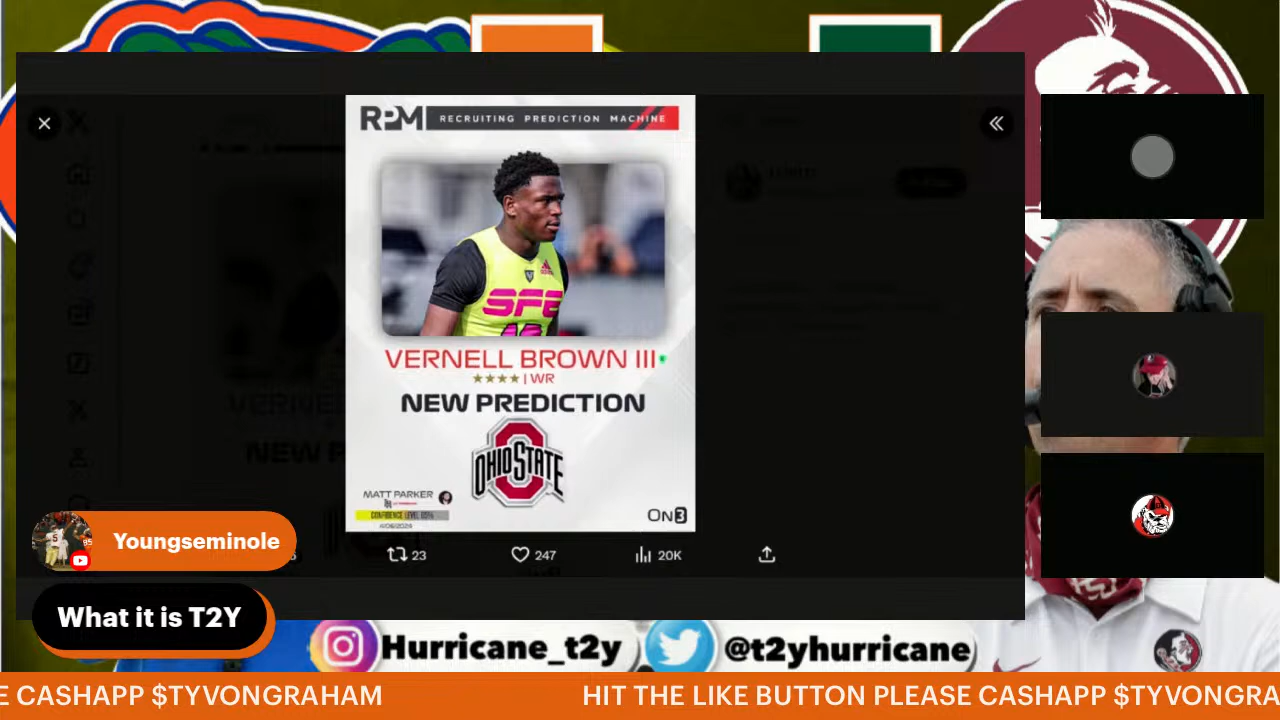 RPM RECRUITING PREDICTION MACHINE
SFE
VERNELL BROWN III
★★★★ | WR
NEW PREDICTION
OHIO STATE
MATT PARKER
ON3
23
247
20K
Youngseminole
What it is T2Y
Hurricane_t2y
@t2yhurricane
E CASHAPP $TYVONGRAHAM
HIT THE LIKE BUTTON PLEASE CASHAPP $TYVONGRA